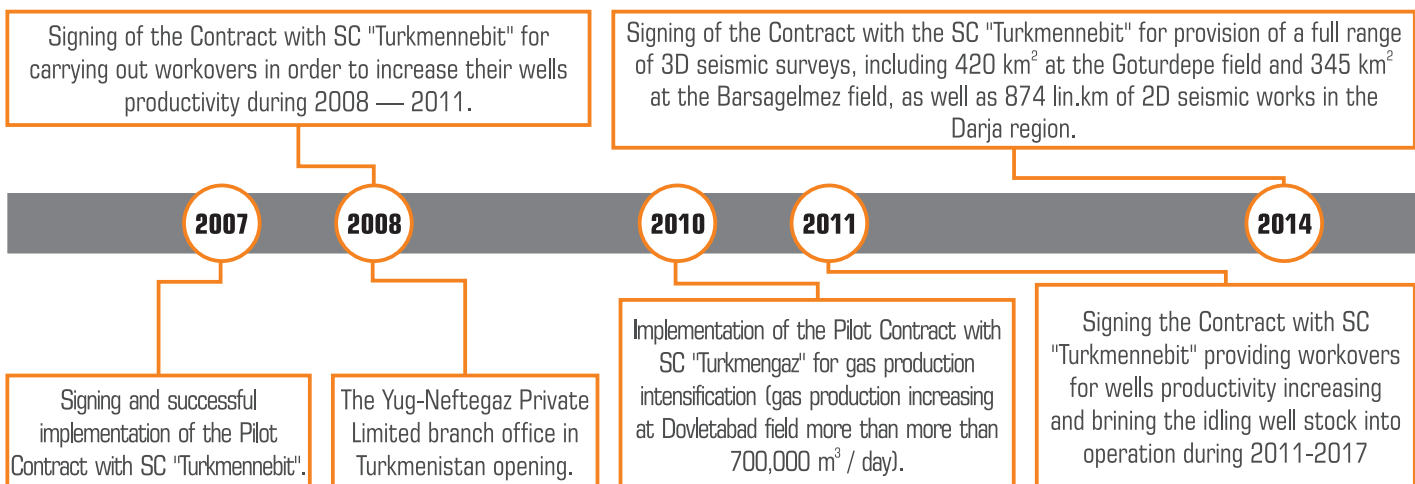 Signing of the Contract with SC "Turkmennebit" for
carrying out workovers in order to increase their wells
productivity during 2008 — 2011.
Signing of the Contract with the SC "Turkmennebit" for provision of a full range
of 3D seismic surveys, including 420 km² at the Goturdepe field and 345 km²
at the Barsagelmez field, as well as 874 lin.km of 2D seismic works in the
Darja region.
2007
2008
2010
2011
2014
Signing and successful
implementation of the Pilot
Contract with SC "Turkmennebit".
The Yug-Neftegaz Private
Limited branch office in
Turkmenistan opening.
Implementation of the Pilot Contract with
SC "Turkmengaz" for gas production
intensification (gas production increasing
at Dovletabad field more than more than
700,000 m³ / day).
Signing the Contract with SC
"Turkmennebit" providing workovers
for wells productivity increasing
and brining the idling well stock into
operation during 2011-2017